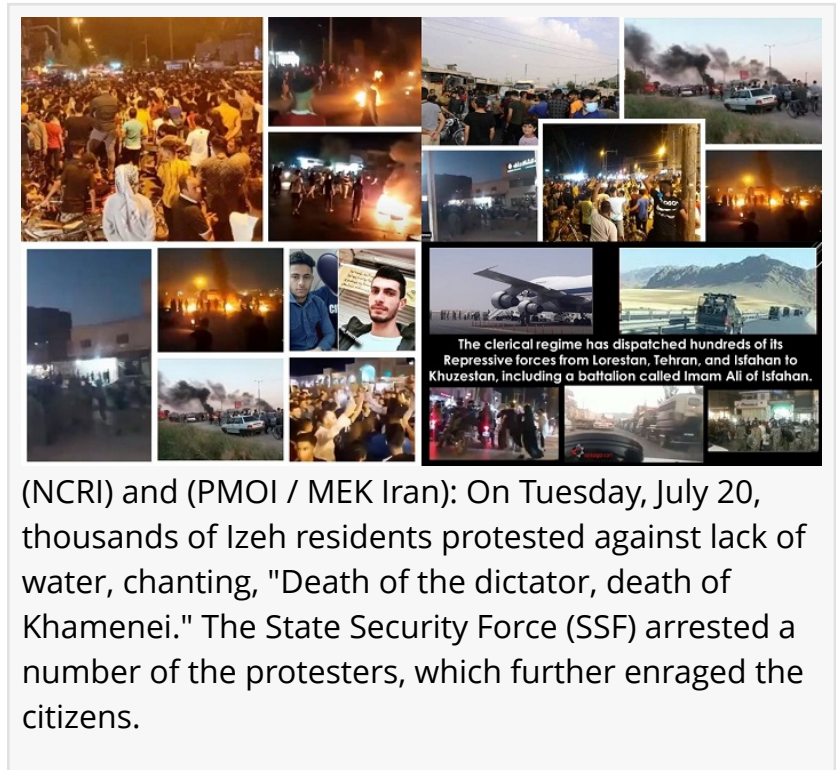 The clerical regime has dispatched hundreds of its
Repressive forces from Lorestan, Tehran, and Isfahan to
Khuzestan, including a battalion called Imam Ali of Isfahan.
(NCRI) and (PMOI / MEK Iran): On Tuesday, July 20,
thousands of Izeh residents protested against lack of
water, chanting, "Death of the dictator, death of
Khamenei." The State Security Force (SSF) arrested a
number of the protesters, which further enraged the
citizens.